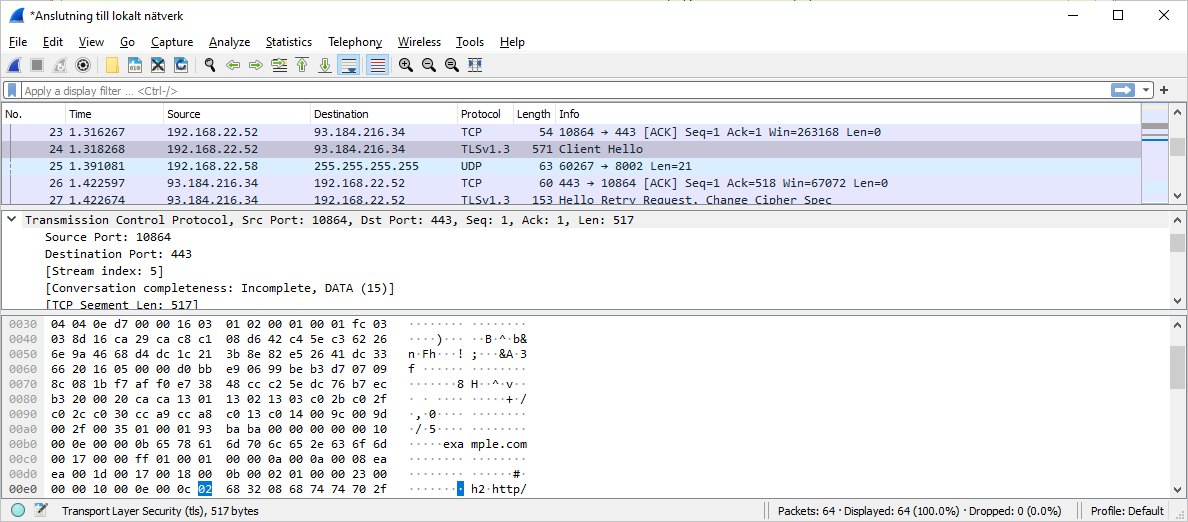 *Anslutning till lokalt nätverk
File Edit View Go Capture Analyze Statistics Telephony Wireless Tools Help
Apply a display filter … <Ctrl-/>
No. Time Source Destination Protocol Length Info
23 1.316267 192.168.22.52 93.184.216.34 TCP 54 10864 → 443 [ACK] Seq=1 Ack=1 Win=263168 Len=0
24 1.318268 192.168.22.52 93.184.216.34 TLSv1.3 571 Client Hello
25 1.391081 192.168.22.58 255.255.255.255 UDP 63 60267 → 8002 Len=21
26 1.422597 93.184.216.34 192.168.22.52 TCP 60 443 → 10864 [ACK] Seq=1 Ack=518 Win=67072 Len=0
27 1.422674 93.184.216.34 192.168.22.52 TLSv1.3 153 Hello Retry Request, Change Cipher Spec
Transmission Control Protocol, Src Port: 10864, Dst Port: 443, Seq: 1, Ack: 1, Len: 517
Source Port: 10864
Destination Port: 443
[Stream index: 5]
[Conversation completeness: Incomplete, DATA (15)]
[TCP Segment Len: 517]
0030 04 04 0e d7 00 00 16 03 01 02 00 01 00 01 fc 03 ········ ········
0040 03 8d 16 ca 29 ca c8 c1 08 d6 42 c4 5e c3 62 26 ····)··· ··B·^·b&
0050 6e 9a 46 68 d4 dc 1c 21 3b 8e 82 e5 26 41 dc 33 n·Fh···! ;···&A·3
0060 66 20 16 05 00 00 d0 bb e9 06 99 be b3 d7 07 09 f ······ ········
0070 8c 08 1b f7 af f0 e7 38 48 cc c2 5e dc 76 b7 ec ·······8 H··^·v··
0080 b3 20 00 20 ca ca 13 01 13 02 13 03 c0 2b c0 2f · · ···· ·····+·/
0090 c0 2c c0 30 cc a9 cc a8 c0 13 c0 14 00 9c 00 9d ·,·0···· ········
00a0 00 2f 00 35 01 00 01 93 ba ba 00 00 00 00 00 10 ·/·5···· ········
00b0 00 0e 00 00 0b 65 78 61 6d 70 6c 65 2e 63 6f 6d ·····exa mple.com
00c0 00 17 00 00 ff 01 00 01 00 00 0a 00 0a 00 08 ea ········ ········
00d0 ea 00 1d 00 17 00 18 00 0b 00 02 01 00 00 23 00 ········ ······#·
00e0 00 00 10 00 0e 00 0c 02 68 32 08 68 74 74 70 2f ········ h2·http/
Transport Layer Security (tls), 517 bytes Packets: 64 · Displayed: 64 (100.0%) · Dropped: 0 (0.0%) Profile: Default